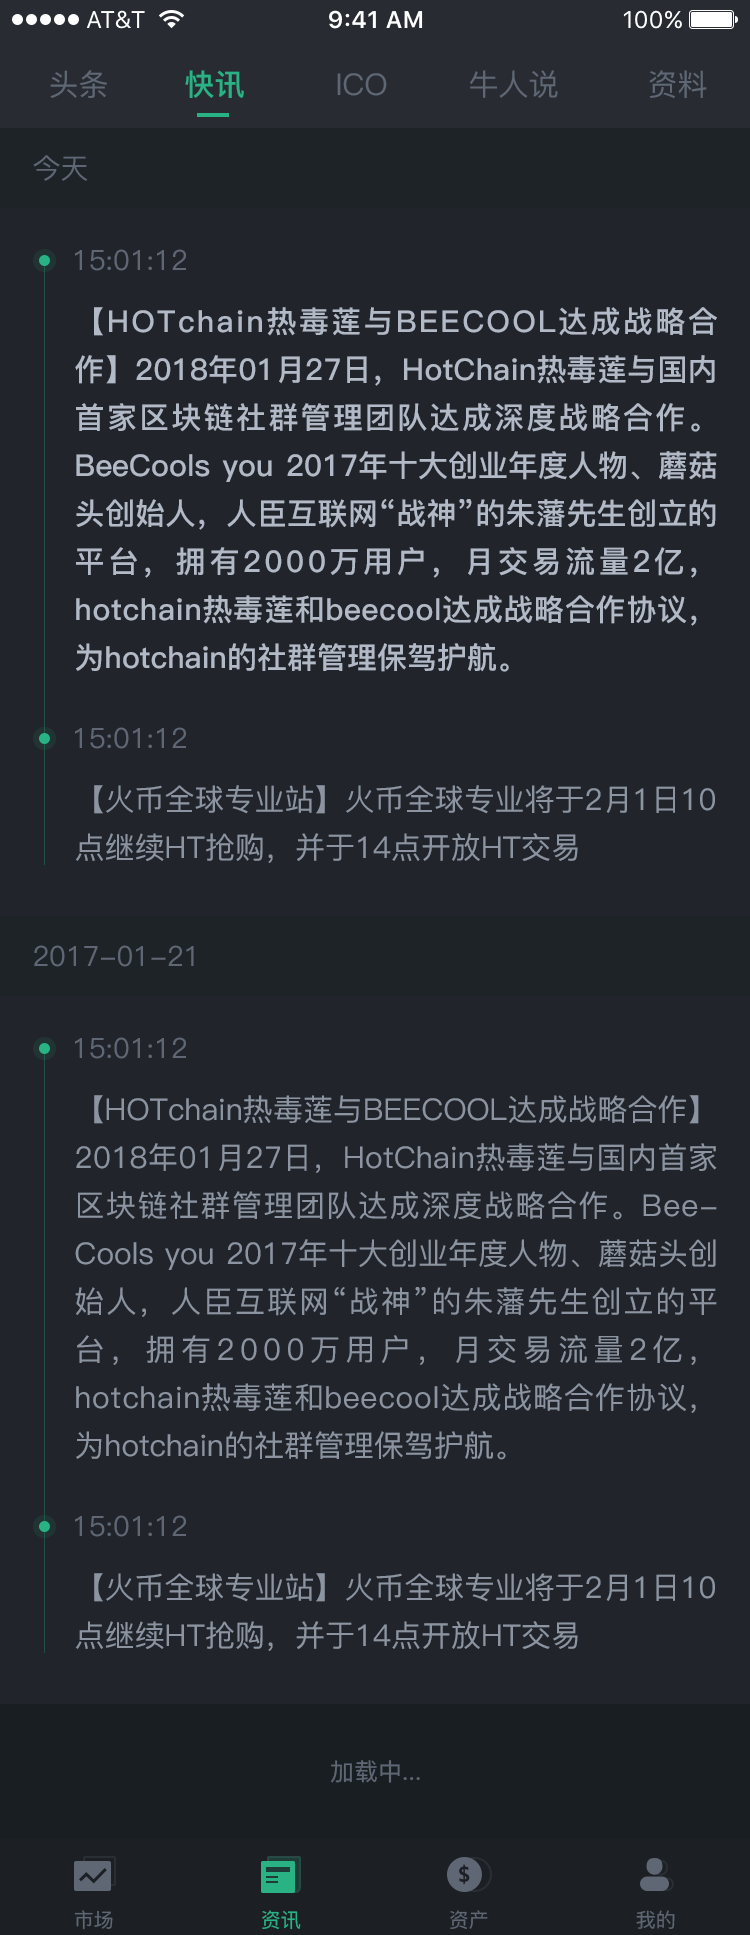 AT&T 9:41 AM 100%
头条 快讯 ICO 牛人说 资料
今天
15:01:12
【HOTchain热毒莲与BEECOOL达成战略合
作】2018年01月27日，HotChain热毒莲与国内
首家区块链社群管理团队达成深度战略合作。
BeeCools you 2017年十大创业年度人物、蘑菇
头创始人，人臣互联网“战神”的朱藩先生创立的
平台，拥有2000万用户，月交易流量2亿，
hotchain热毒莲和beecool达成战略合作协议，
为hotchain的社群管理保驾护航。
15:01:12
【火币全球专业站】火币全球专业将于2月1日10
点继续HT抢购，并于14点开放HT交易
2017-01-21
15:01:12
【HOTchain热毒莲与BEECOOL达成战略合作】
2018年01月27日，HotChain热毒莲与国内首家
区块链社群管理团队达成深度战略合作。Bee-
Cools you 2017年十大创业年度人物、蘑菇头创
始人，人臣互联网“战神”的朱藩先生创立的平
台，拥有2000万用户，月交易流量2亿，
hotchain热毒莲和beecool达成战略合作协议，
为hotchain的社群管理保驾护航。
15:01:12
【火币全球专业站】火币全球专业将于2月1日10
点继续HT抢购，并于14点开放HT交易
加载中...
市场 资讯 资产 我的